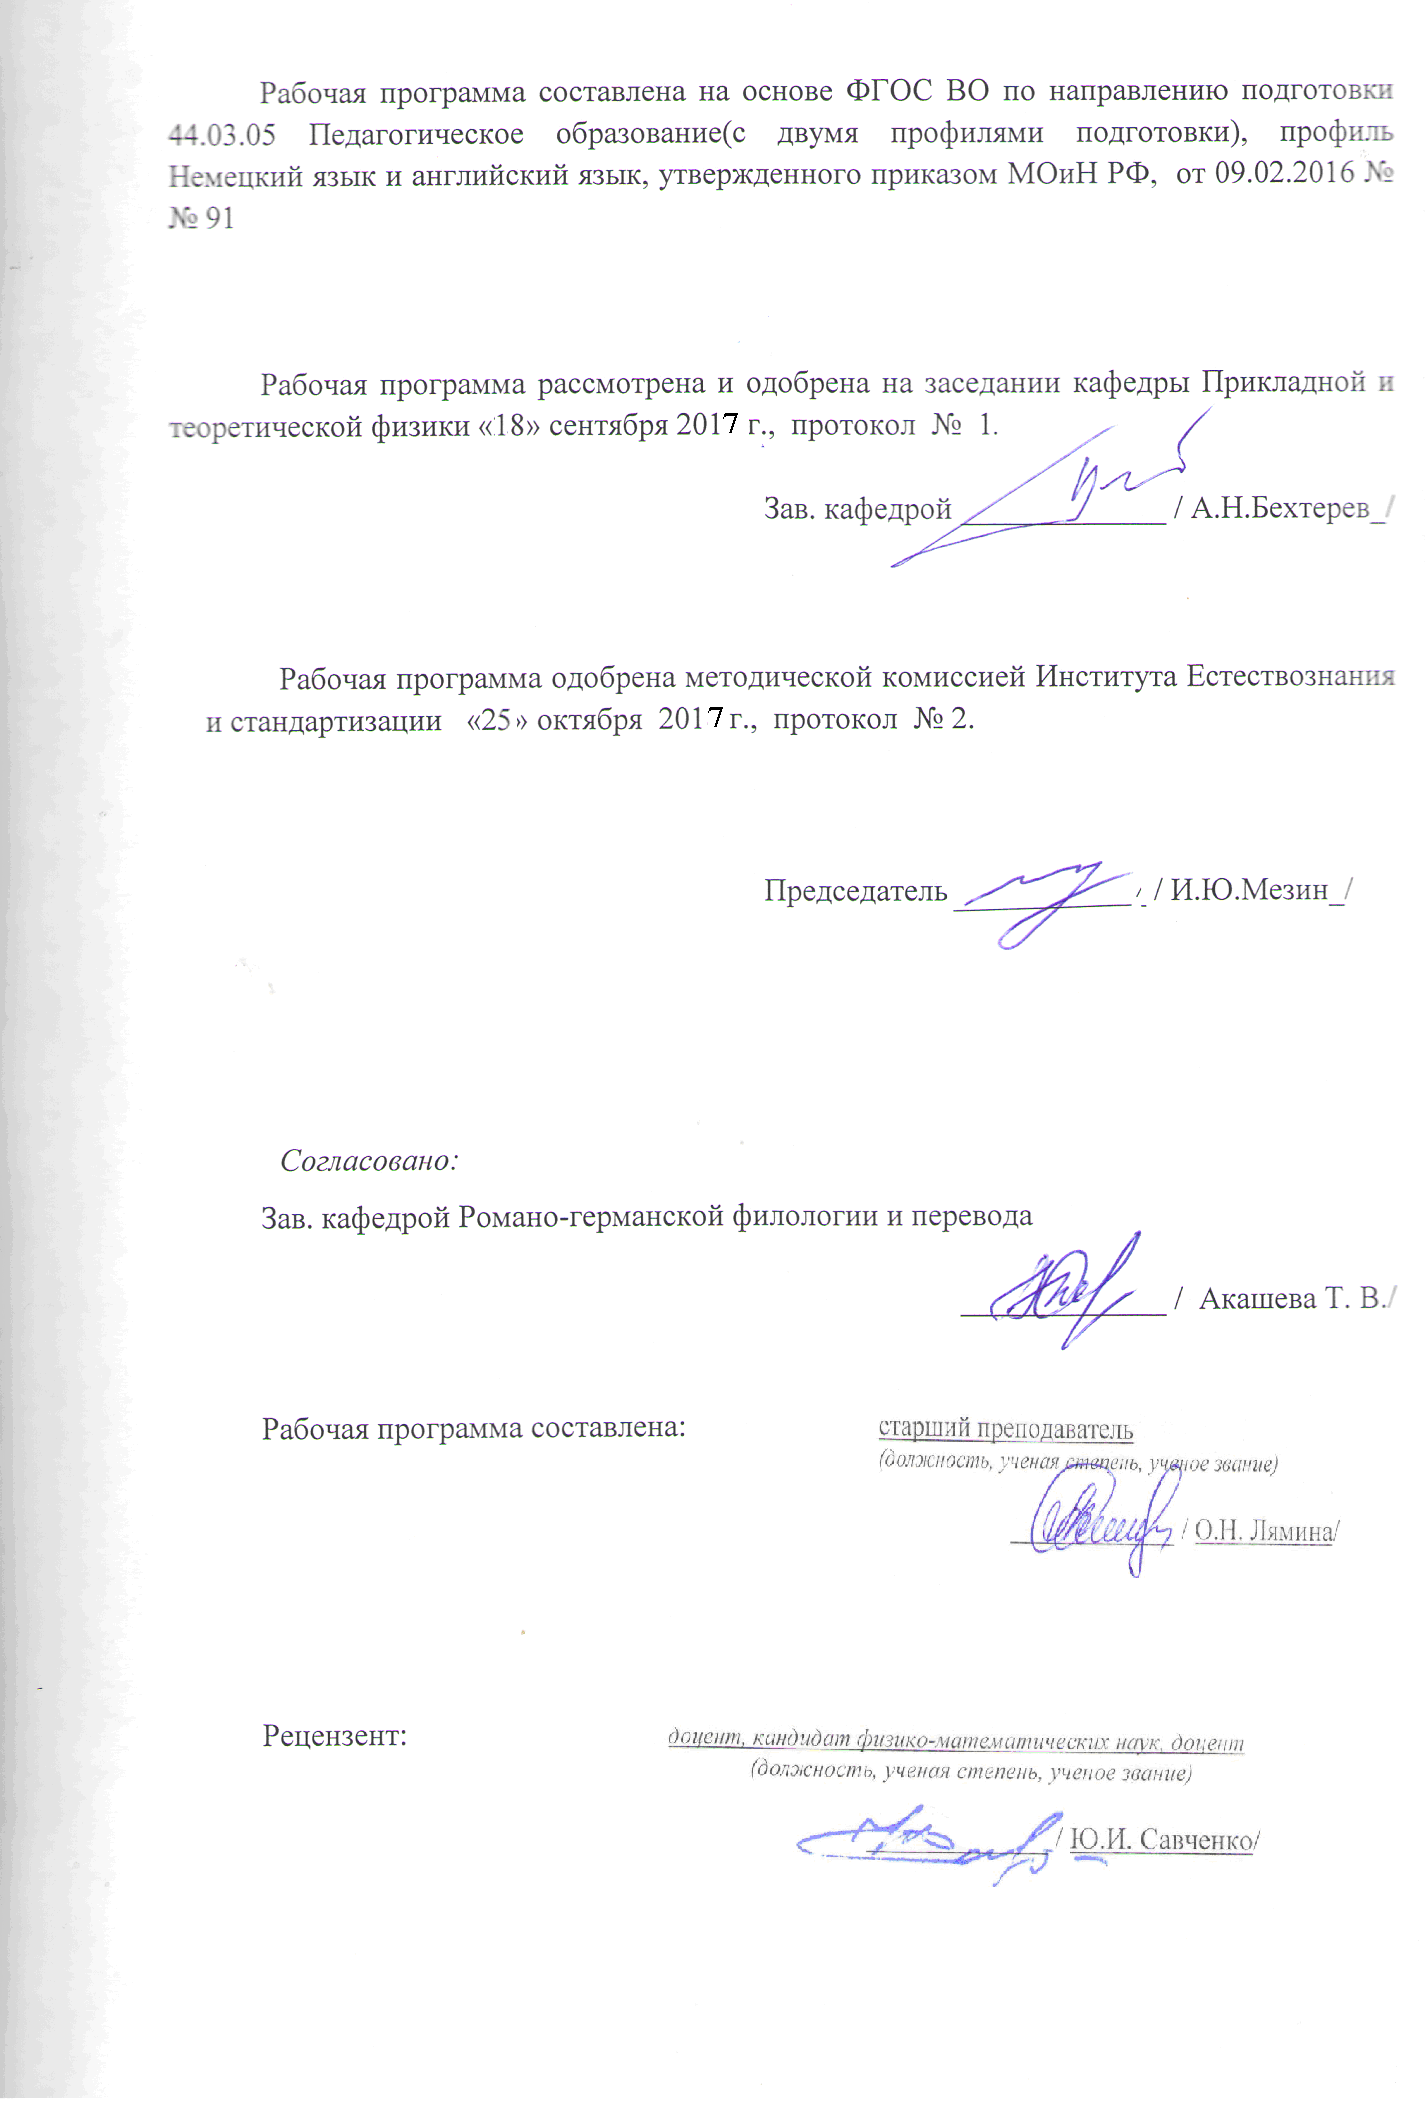 Рабочая программа составлена на основе ФГОС ВО по направлению подготовки
44.03.05 Педагогическое образование(с двумя профилями подготовки), профиль
Немецкий язык и английский язык, утвержденного приказом МОиН РФ, от 09.02.2016 №
№ 91
Рабочая программа рассмотрена и одобрена на заседании кафедры Прикладной и
теоретической физики «18» сентября 2017 г., протокол № 1.
Зав. кафедрой _____________ / А.Н.Бехтерев_/
Рабочая программа одобрена методической комиссией Института Естествознания
и стандартизации «25» октября 2017 г., протокол № 2.
Председатель _____________ / И.Ю.Мезин_/
Согласовано:
Зав. кафедрой Романо-германской филологии и перевода
_____________ / Акашева Т. В./
Рабочая программа составлена: старший преподаватель
(должность, ученая степень, ученое звание)
___________ / О.Н. Лямина/
Рецензент: доцент, кандидат физико-математических наук, доцент
(должность, ученая степень, ученое звание)
_____________/ Ю.И. Савченко/